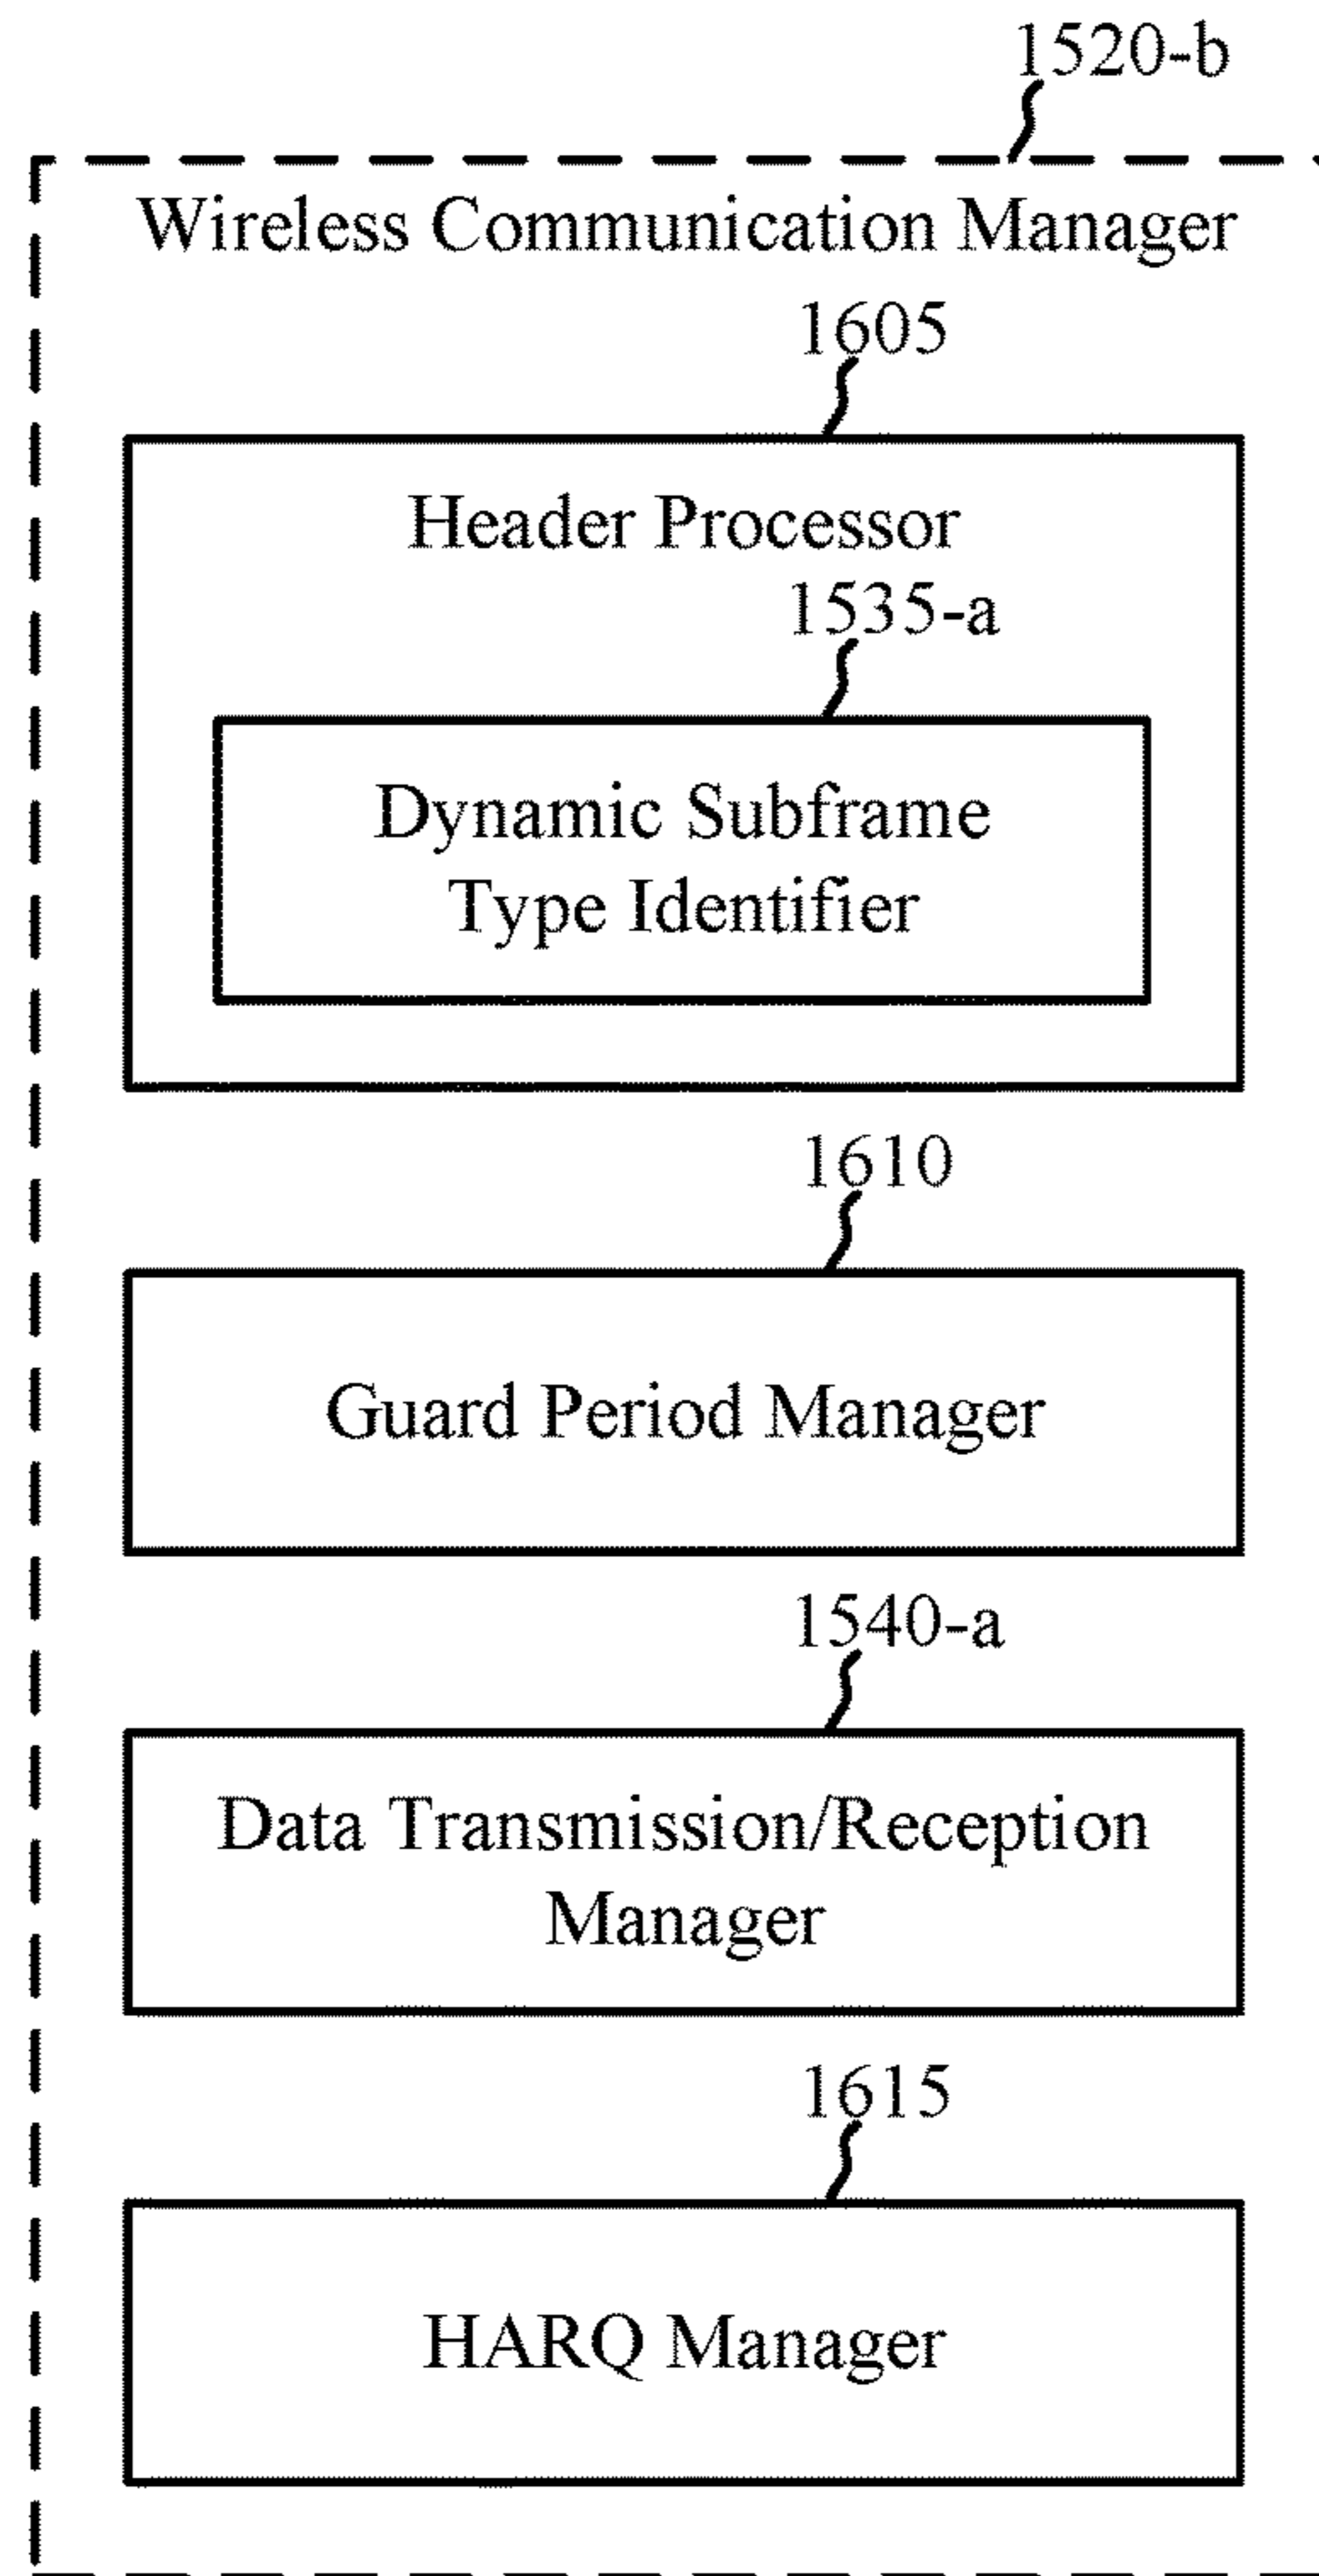 1520-b
Wireless Communication Manager
1605
Header Processor
1535-a
Dynamic Subframe
Type Identifier
1610
Guard Period Manager
1540-a
Data Transmission/Reception
Manager
1615
HARQ Manager